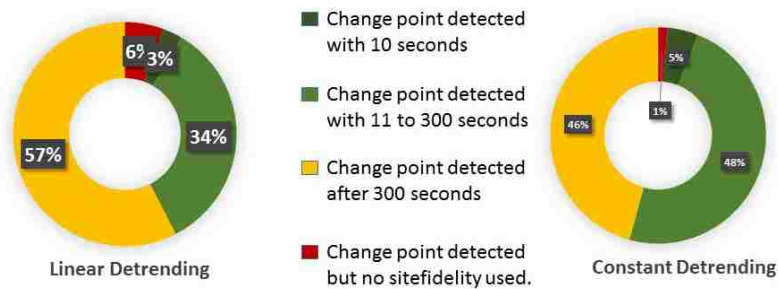 6%
3%
34%
57%
Linear Detrending
Change point detected
with 10 seconds
Change point detected
with 11 to 300 seconds
Change point detected
after 300 seconds
Change point detected
but no sitefidelity used.
5%
1%
46%
48%
Constant Detrending